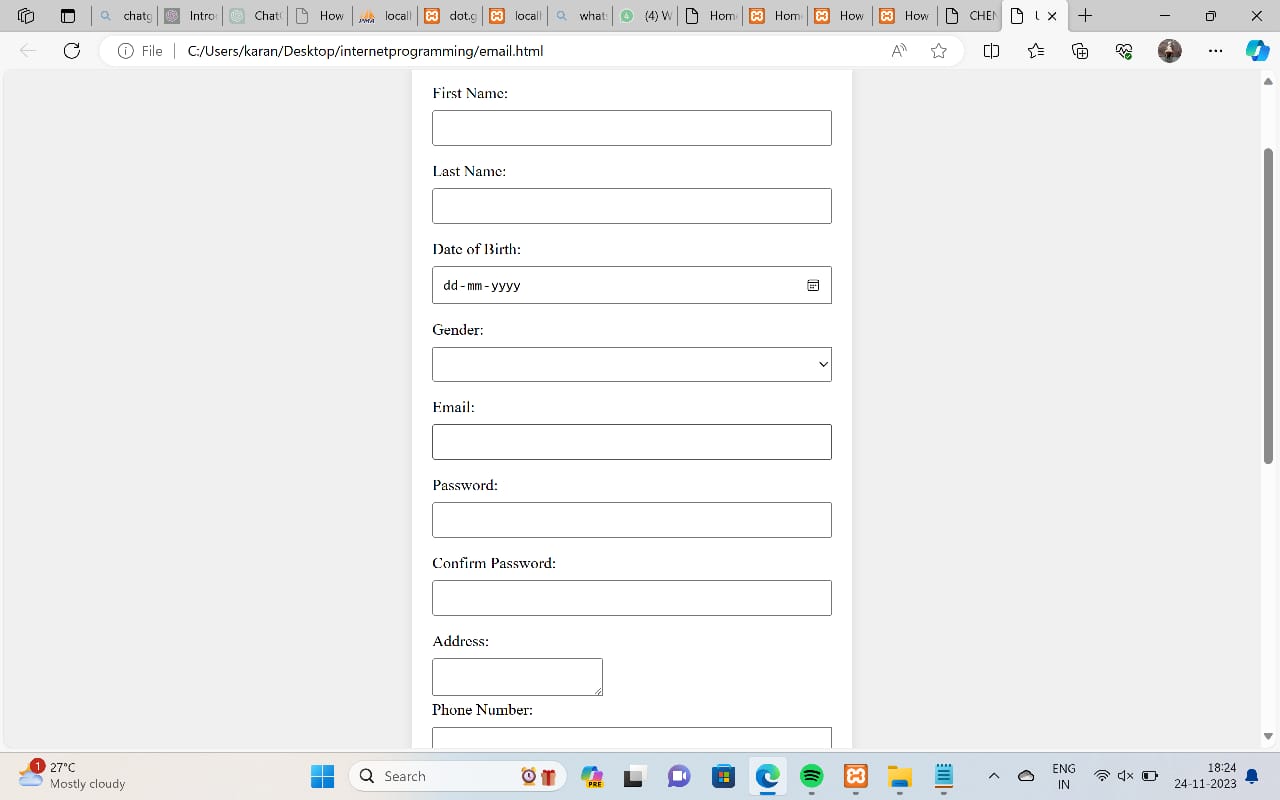 chatg
Intro
Chat
How
local
dot.g
local
what
(4) W
Hom
Hom
How
How
CHEN
File
C:/Users/karan/Desktop/internetprogramming/email.html
First Name:
Last Name:
Date of Birth:
dd-mm-yyyy
Gender:
Email:
Password:
Confirm Password:
Address:
Phone Number:
1
27°C
Mostly cloudy
Search
PRE
ENG
IN
18:24
24-11-2023